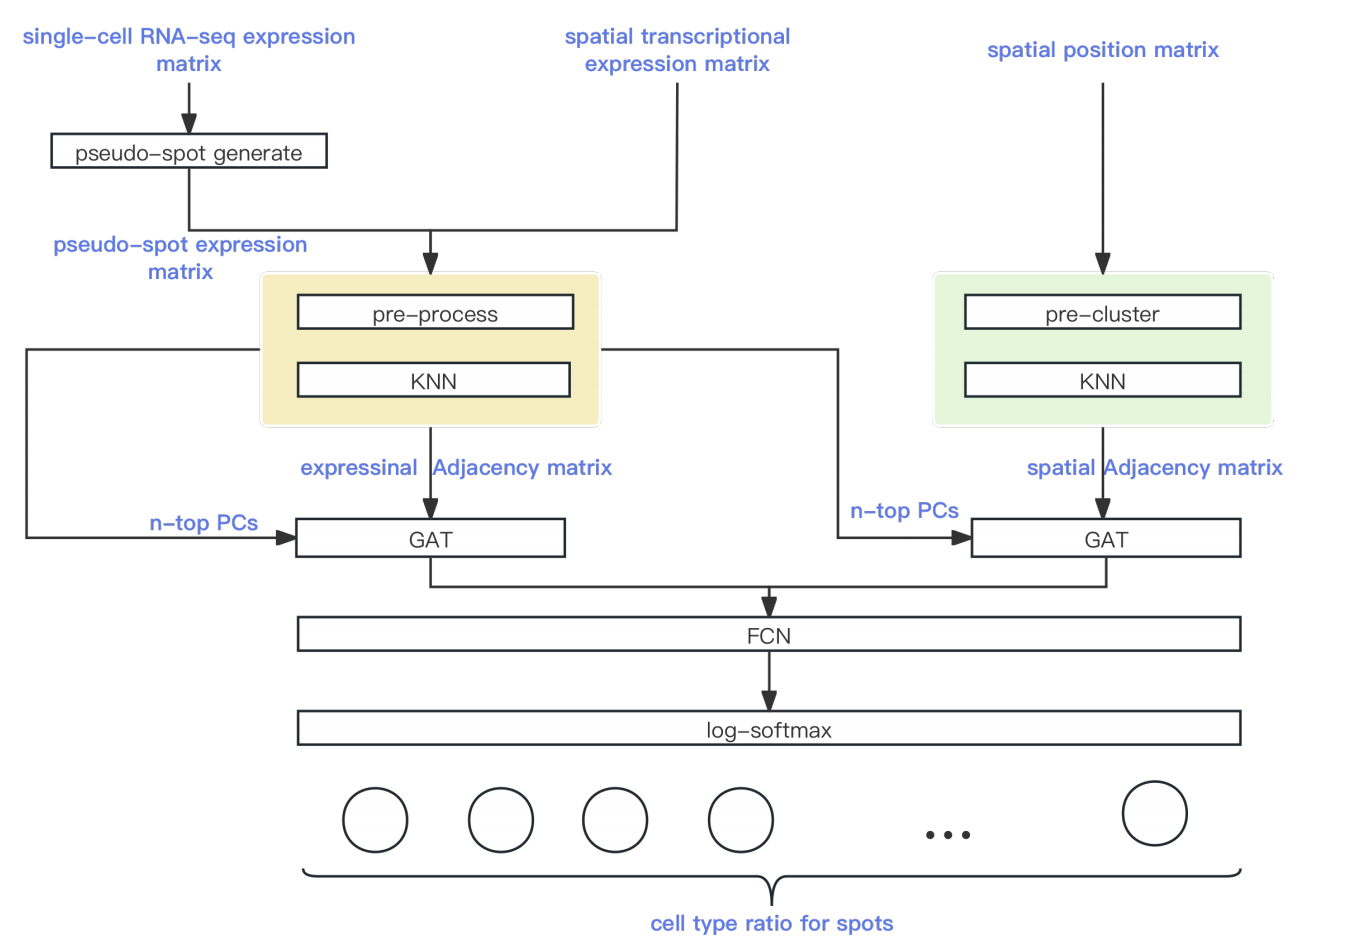 single-cell RNA-seq expression
matrix
spatial transcriptional
expression matrix
spatial position matrix
pseudo-spot generate
pseudo-spot expression
matrix
pre-process
KNN
pre-cluster
KNN
expressinal Adjacency matrix
spatial Adjacency matrix
n-top PCs
n-top PCs
GAT
GAT
FCN
log-softmax
...
cell type ratio for spots